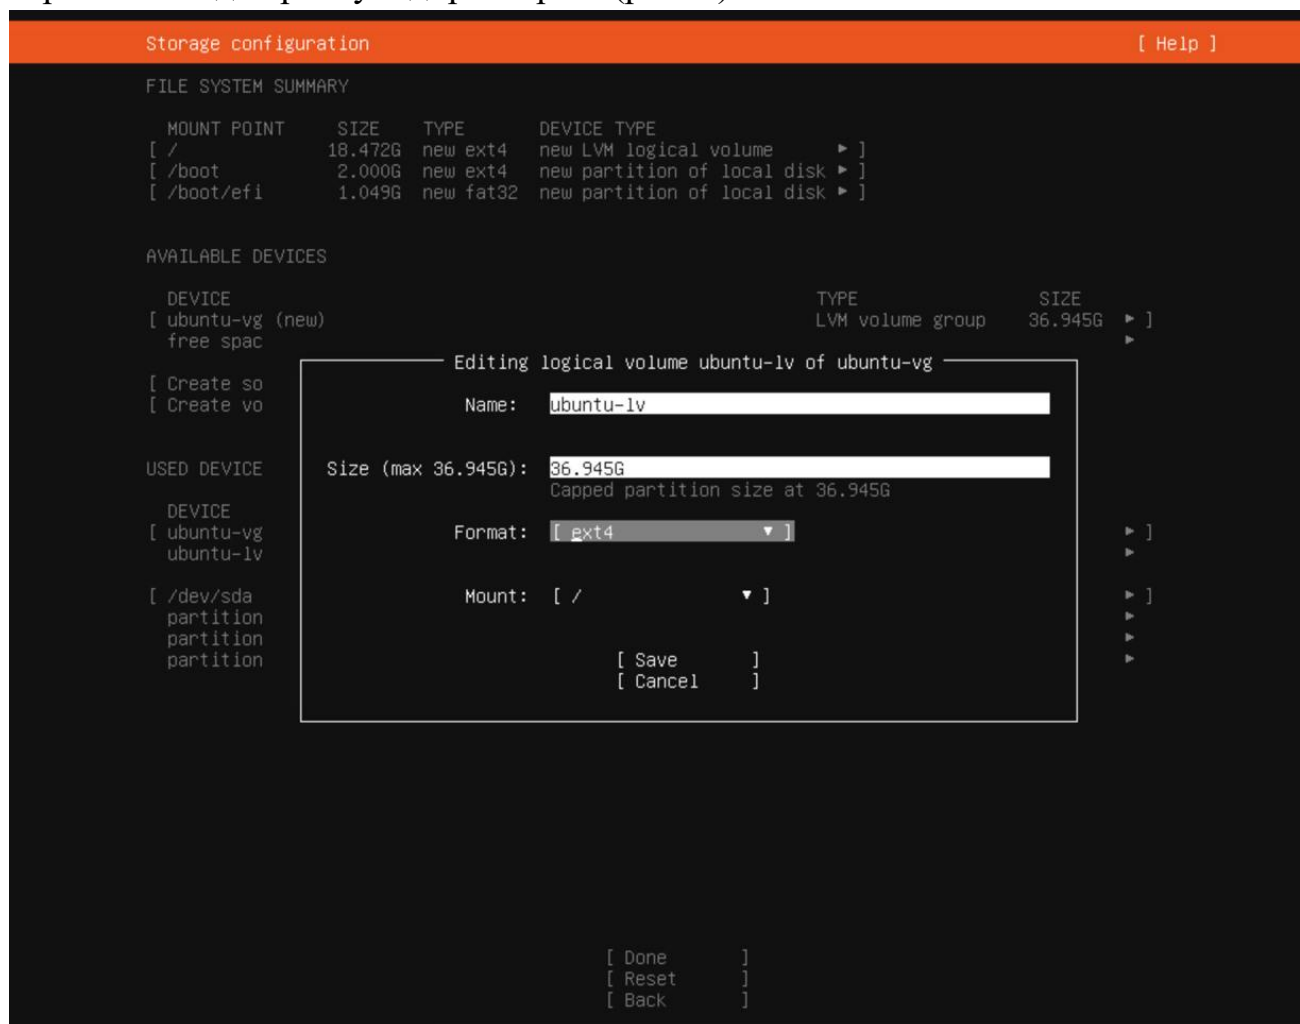 Storage configuration [ Help ]
FILE SYSTEM SUMMARY
MOUNT POINT SIZE TYPE DEVICE TYPE
[ / 18.472G new ext4 new LVM logical volume ▸ ]
[ /boot 2.000G new ext4 new partition of local disk ▸ ]
[ /boot/efi 1.049G new fat32 new partition of local disk ▸ ]
AVAILABLE DEVICES
DEVICE TYPE SIZE
[ ubuntu-vg (new) LVM volume group 36.945G ▸ ]
free spac ▸
[ Create so
[ Create vo
Editing logical volume ubuntu-lv of ubuntu-vg
Name: ubuntu-lv
USED DEVICE
Size (max 36.945G): 36.945G
Capped partition size at 36.945G
DEVICE
[ ubuntu-vg ▸ ]
ubuntu-lv ▸
Format: [ ext4 ▾ ]
[ /dev/sda ▸ ]
partition ▸
partition ▸
partition ▸
Mount: [ / ▾ ]
[ Save ]
[ Cancel ]
[ Done ]
[ Reset ]
[ Back ]